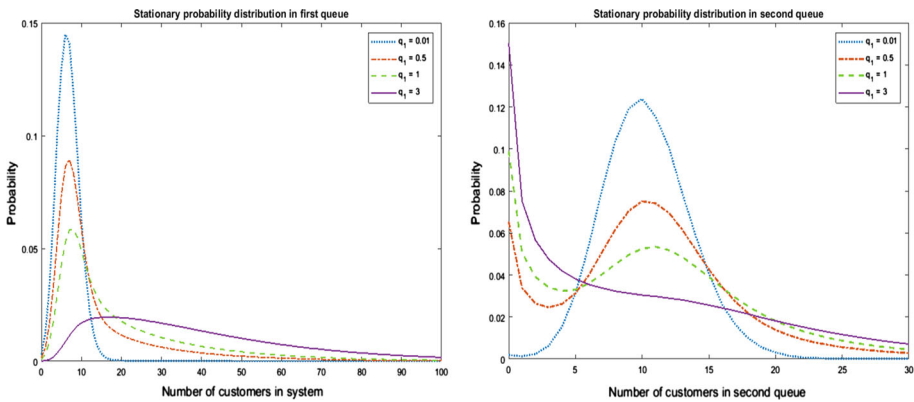 Stationary probability distribution in first queue
0.15
0.1
0.05
0
Probability
q1 = 0.01
q1 = 0.5
q1 = 1
q1 = 3
0 10 20 30 40 50 60 70 80 90 100
Number of customers in system
Stationary probability distribution in second queue
0.16
0.14
0.12
0.1
0.08
0.06
0.04
0.02
0
Probability
q1 = 0.01
q1 = 0.5
q1 = 1
q1 = 3
0 5 10 15 20 25 30
Number of customers in second queue